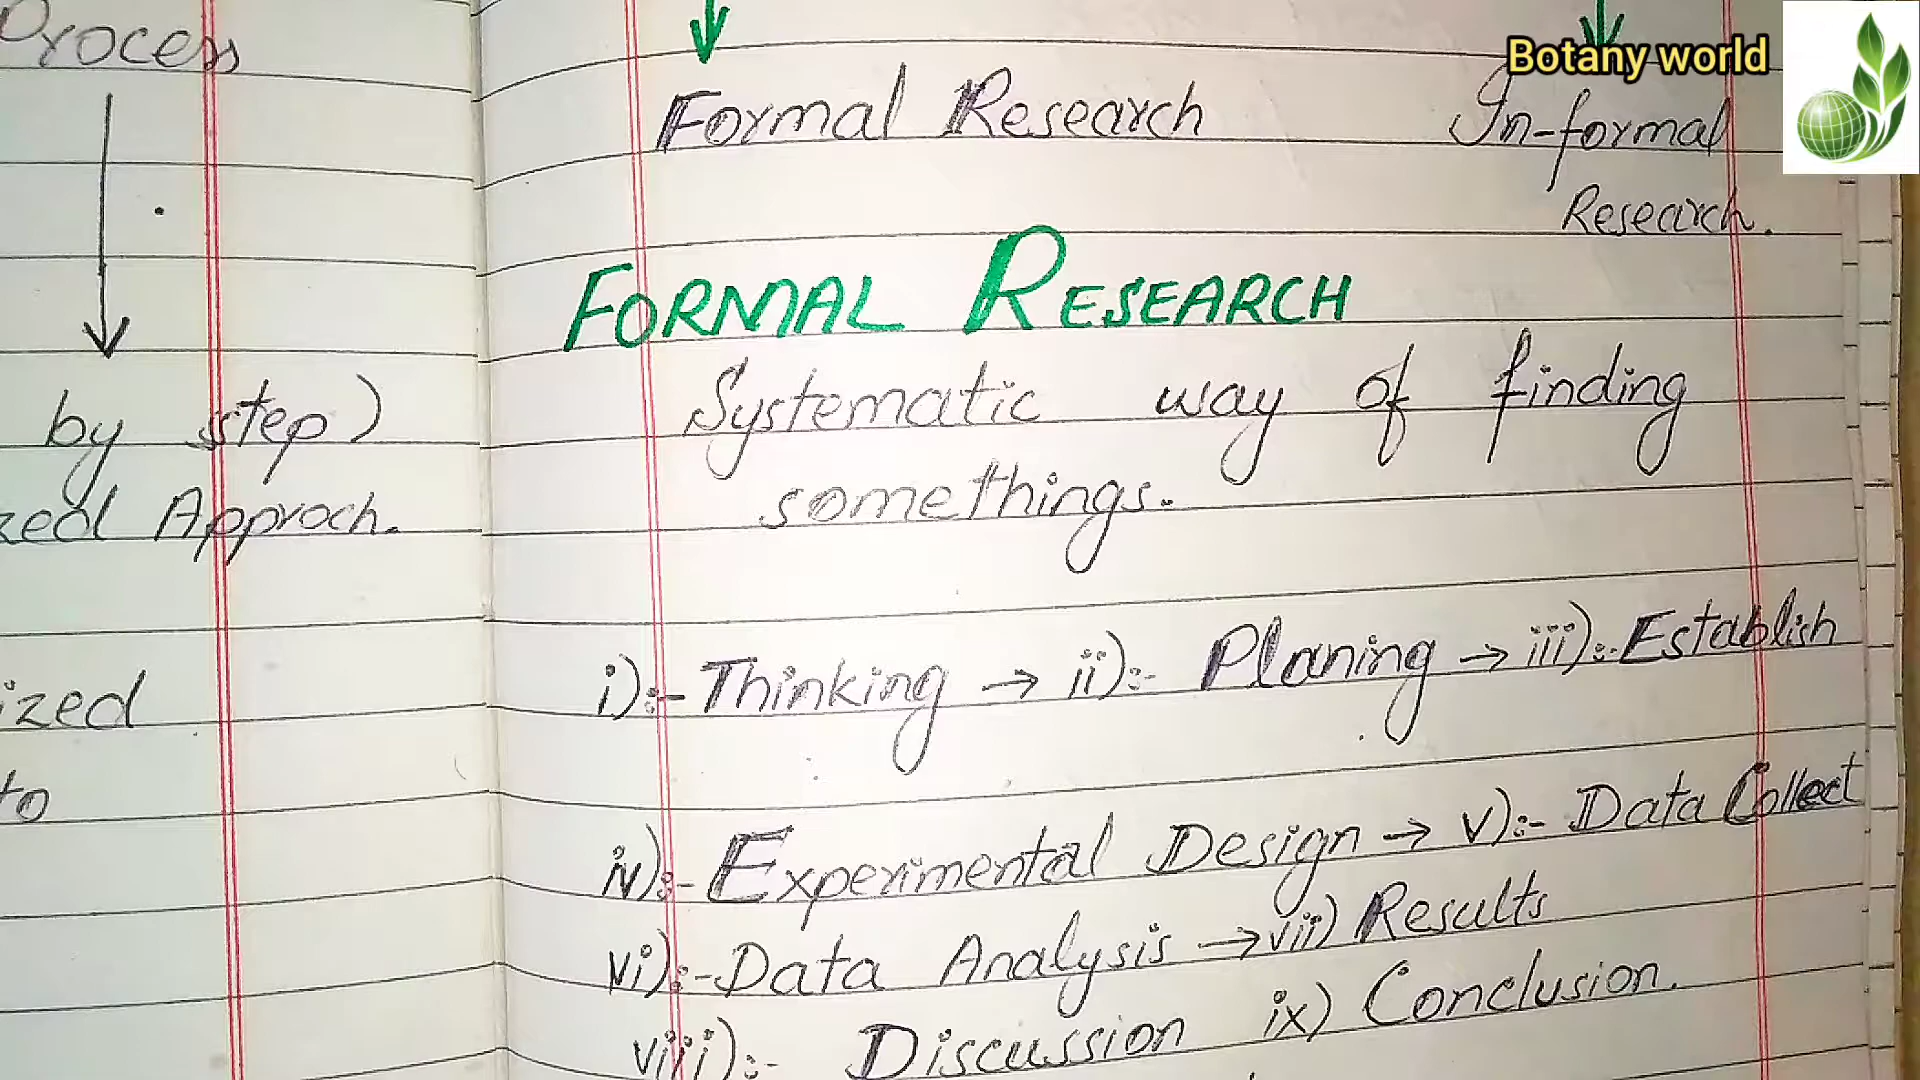 Process
by step)
zed Approch.
ized
to
Botany world
Formal Research
In-formal
Research.
FORMAL RESEARCH
Systematic way of finding
somethings.
i):- Thinking → ii):- Planing → iii):- Establish
iv):- Experimental Design → v):- Data Collect
vi):- Data Analysis → vii) Results
viii):- Discussion ix) Conclusion.